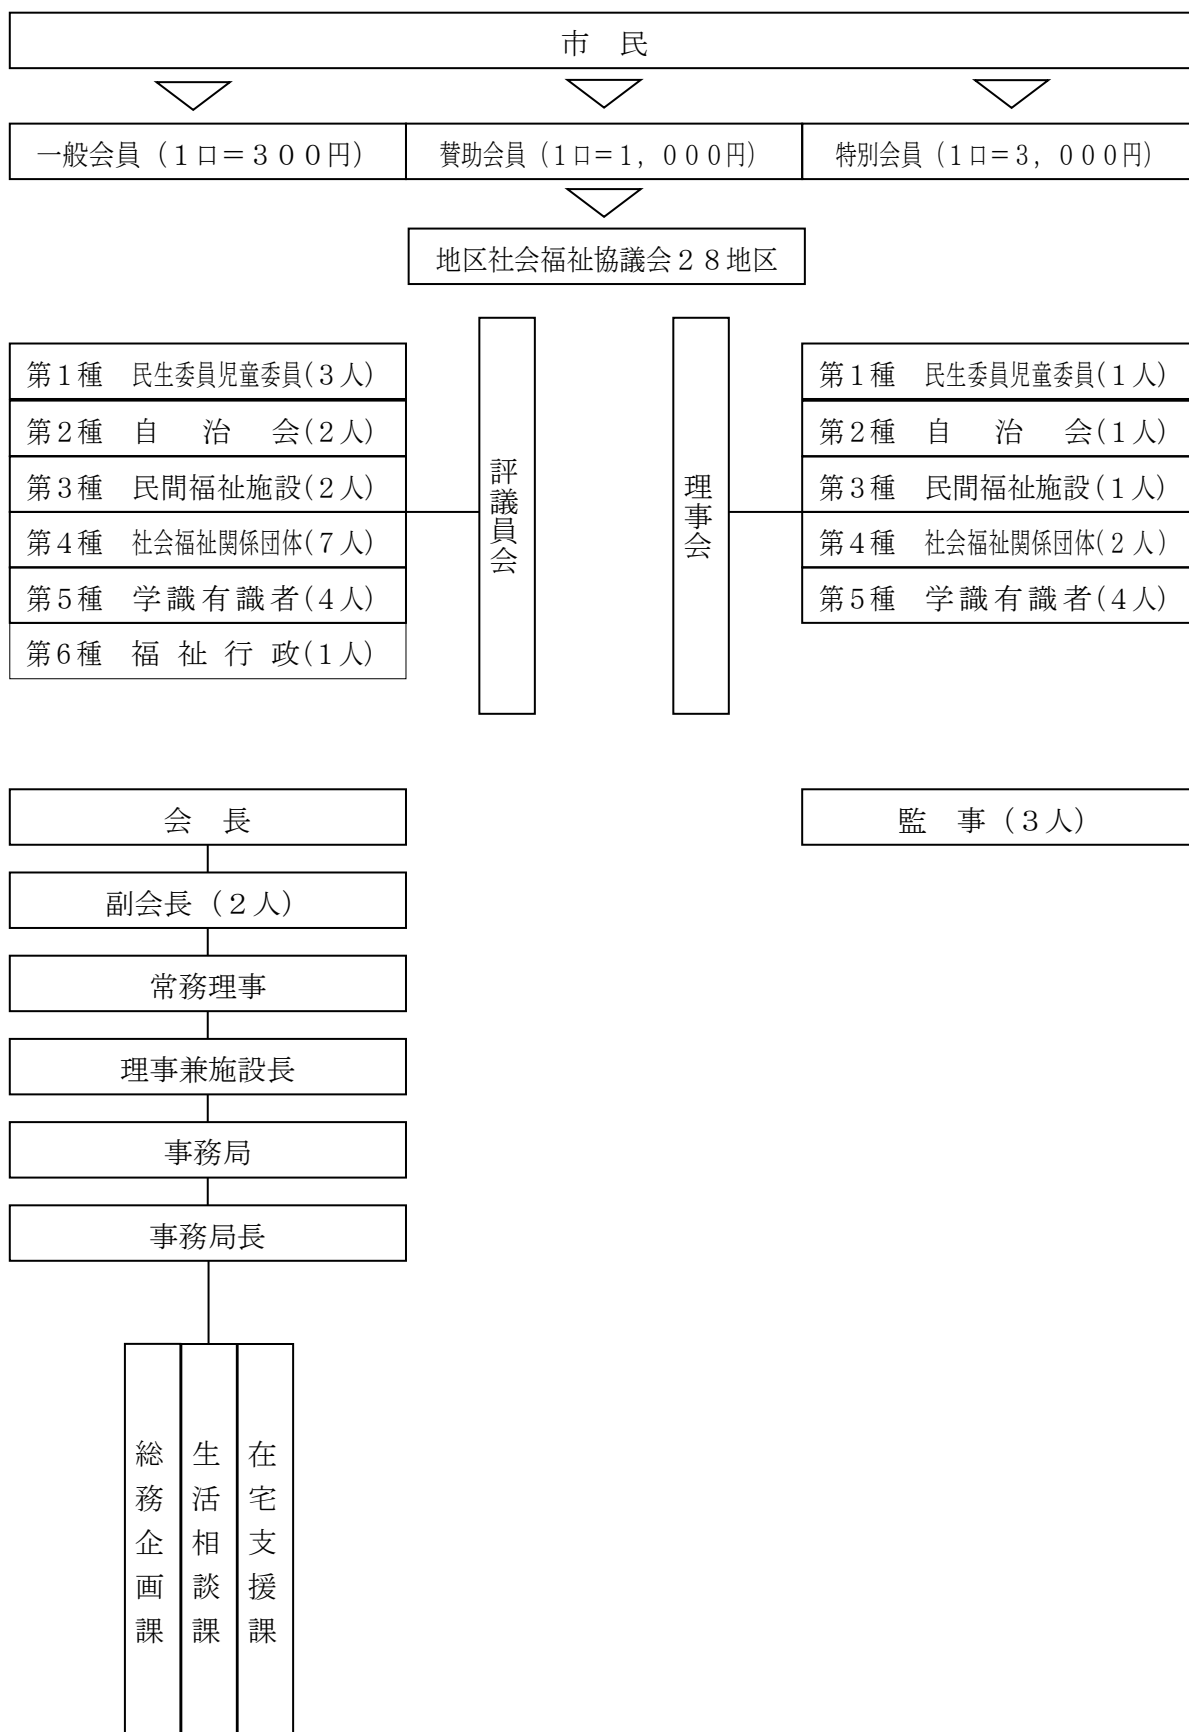 市　民
一般会員（１口＝３００円）
賛助会員（１口＝１，０００円）
特別会員（１口＝３，０００円）
地区社会福祉協議会２８地区
第１種　民生委員児童委員(３人)
第２種　自　治　会(２人)
第３種　民間福祉施設(２人)
第４種　社会福祉関係団体(７人)
第５種　学識有識者(４人)
第６種　福祉行政(１人)
評議員会
理事会
第１種　民生委員児童委員(１人)
第２種　自　治　会(１人)
第３種　民間福祉施設(１人)
第４種　社会福祉関係団体(２人)
第５種　学識有識者(４人)
会　長
監　事（３人）
副会長（２人）
常務理事
理事兼施設長
事務局
事務局長
総務企画課
生活相談課
在宅支援課